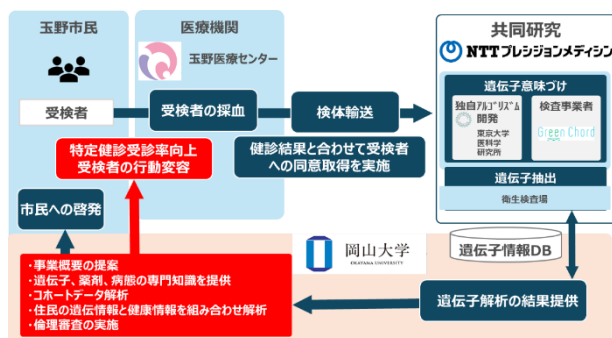 玉野市民
医療機関
共同研究
玉野医療センター
NTTプレシジョンメディシン
受検者
受検者の採血
検体輸送
遺伝子意味づけ
独自アルゴリズム
開発
東京大学
医科学
研究所
検査事業者
Green Chord
特定健診受診率向上
受検者の行動変容
健診結果と合わせて受検者
への同意取得を実施
遺伝子抽出
衛生検査場
市民への啓発
岡山大学
OKAYAMA UNIVERSITY
遺伝子情報DB
・事業概要の提案
・遺伝子、薬剤、病態の専門知識を提供
・コホートデータ解析
・住民の遺伝情報と健康情報を組み合わせ解析
・倫理審査の実施
遺伝子解析の結果提供